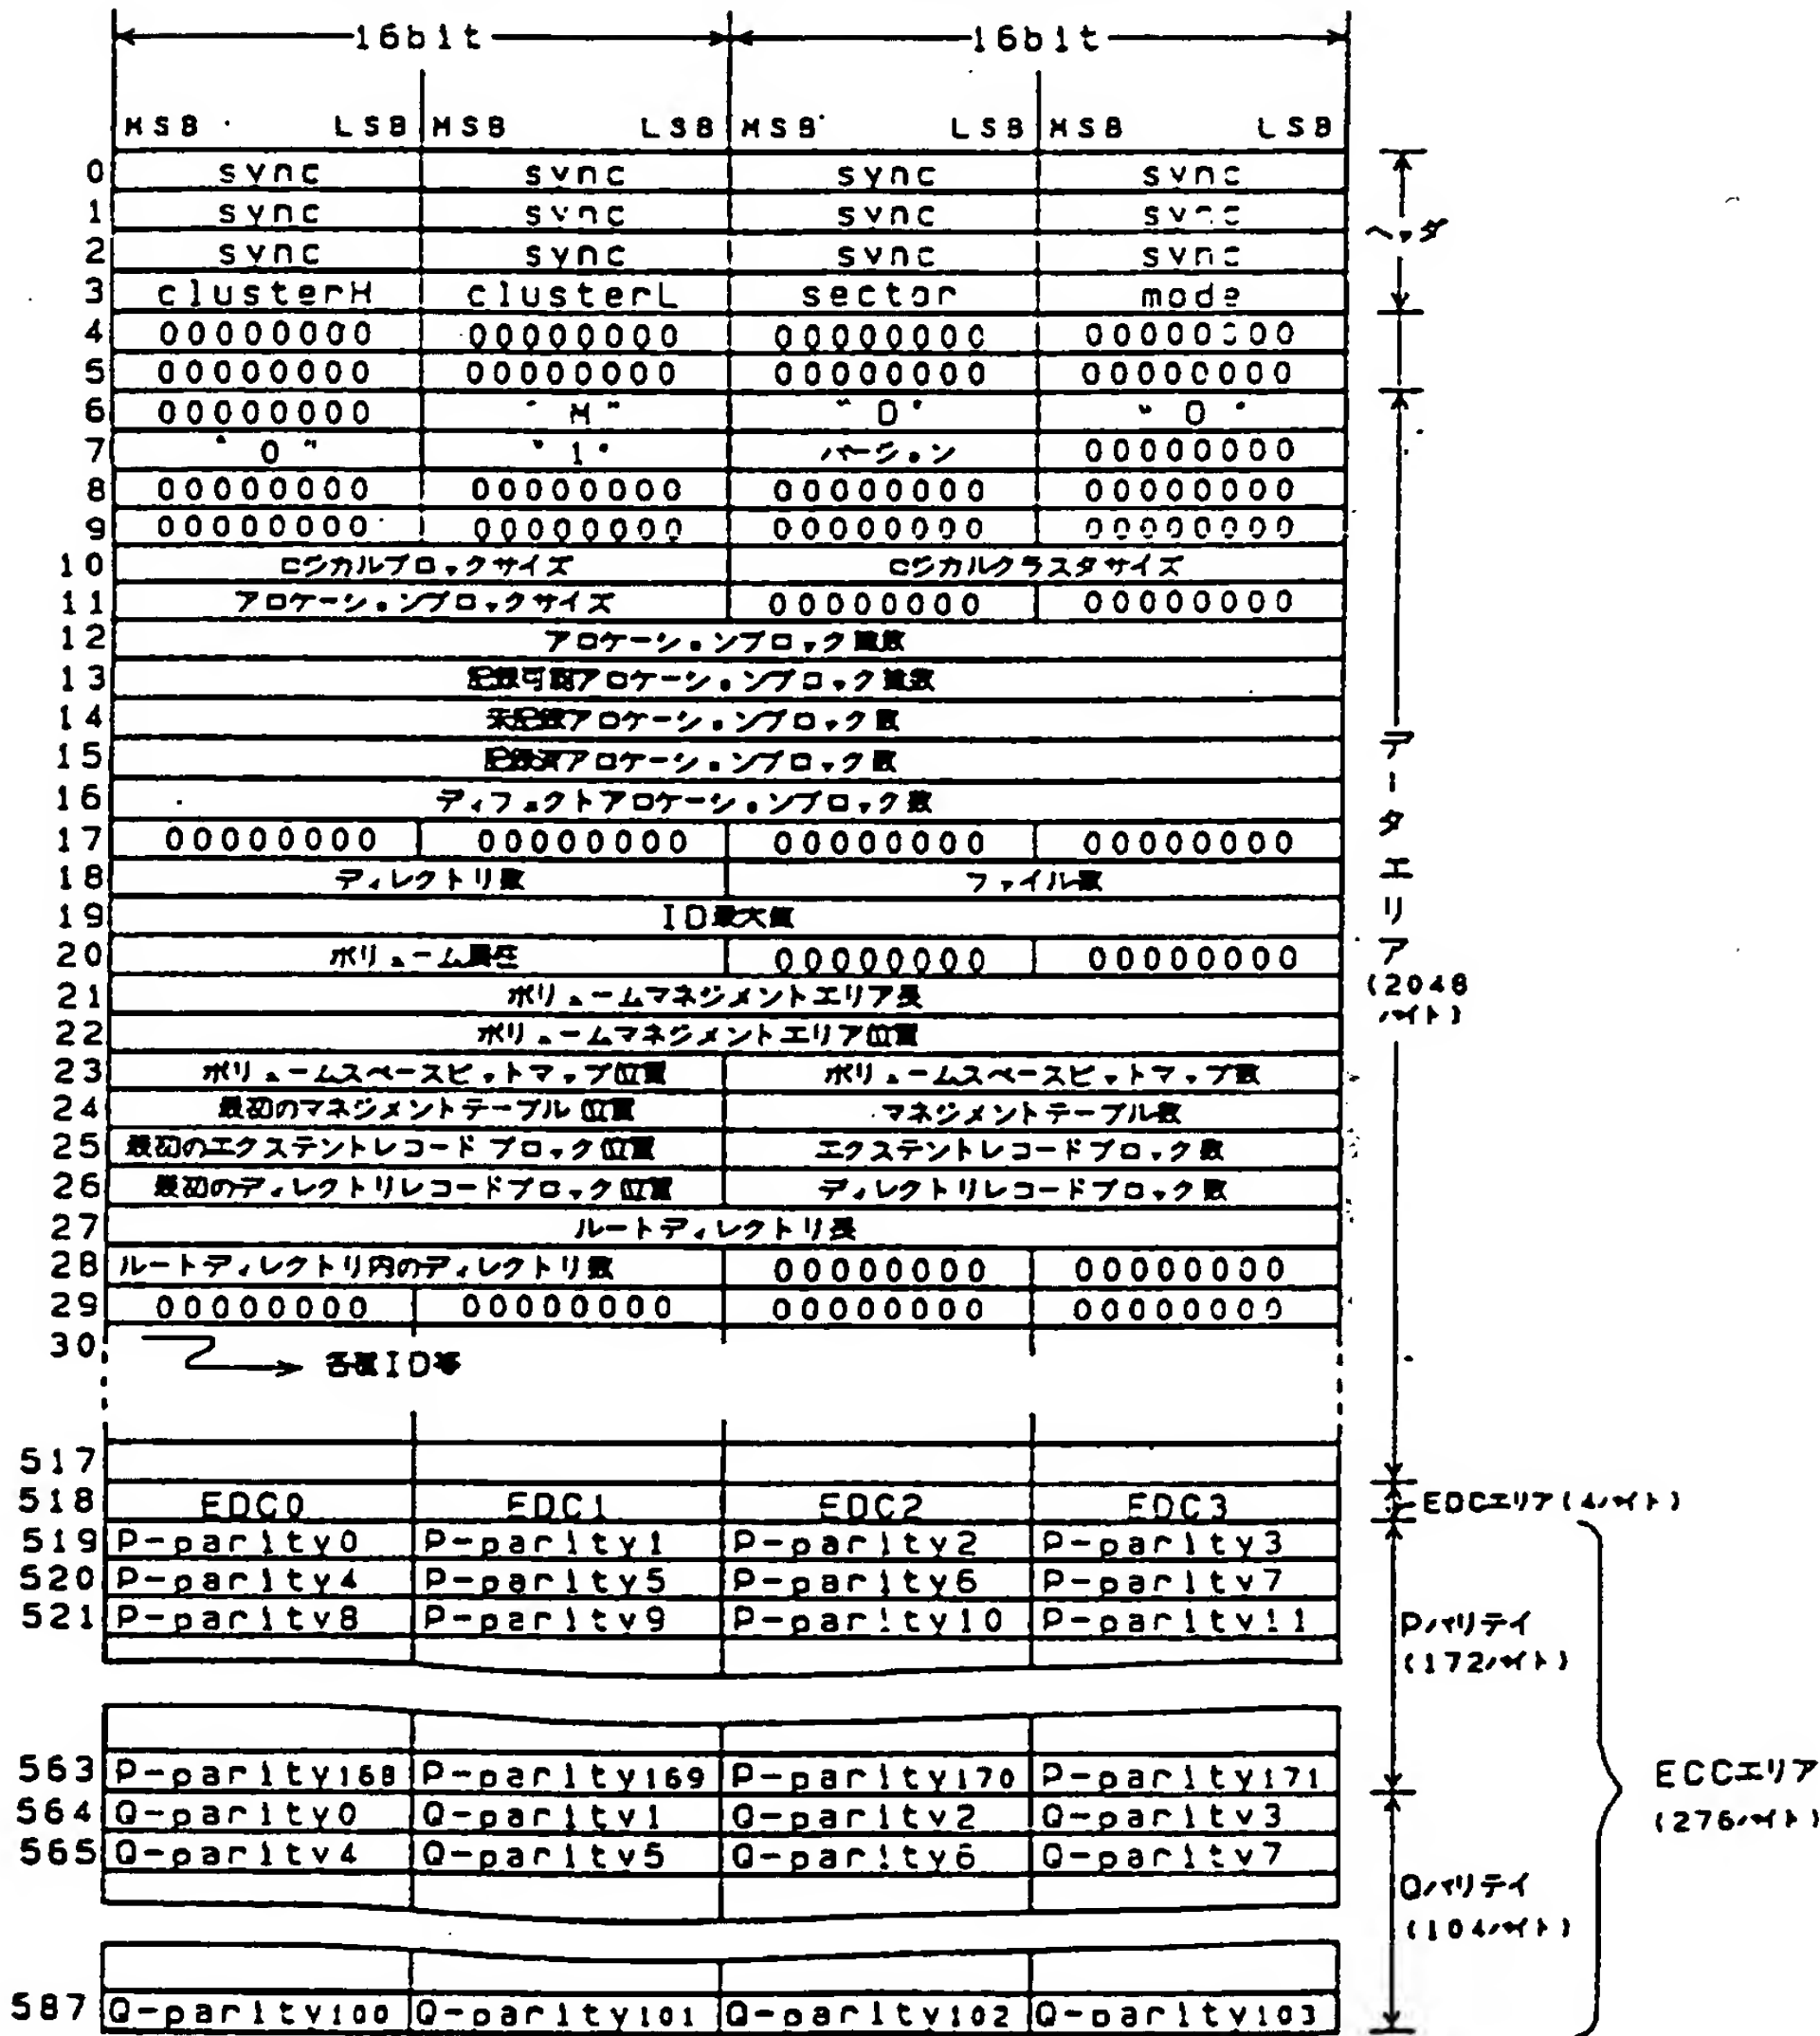 16bit 16bit
MSB LSB MSB LSB MSB LSB MSB LSB
0 sync sync sync sync
1 sync sync sync sync
2 sync sync sync sync
3 clusterH clusterL sector mode
ヘッダ
4 00000000 00000000 00000000 00000000
5 00000000 00000000 00000000 00000000
6 00000000 "M" "D" "0"
7 "0" "1" バージョン 00000000
8 00000000 00000000 00000000 00000000
9 00000000 00000000 00000000 00000000
10 ロジカルブロックサイズ ロジカルクラスタサイズ
11 アロケーションブロックサイズ 00000000 00000000
12 アロケーションブロック総数
13 記録可能アロケーションブロック総数
14 未記録アロケーションブロック数
15 記録済アロケーションブロック数
16 ディフェクトアロケーションブロック数
17 00000000 00000000 00000000 00000000
18 ディレクトリ数 ファイル数
19 ID最大値
20 ボリューム属性 00000000 00000000
21 ボリュームマネジメントエリア長
22 ボリュームマネジメントエリア位置
23 ボリュームスペースビットマップ位置 ボリュームスペースビットマップ数
24 最初のマネジメントテーブル位置 マネジメントテーブル数
25 最初のエクステントレコードブロック位置 エクステントレコードブロック数
26 最初のディレクトリレコードブロック位置 ディレクトリレコードブロック数
27 ルートディレクトリ長
28 ルートディレクトリ内のディレクトリ数 00000000 00000000
29 00000000 00000000 00000000 00000000
30 各種ID等
データエリア
(2048
バイト)
517
518 EDC0 EDC1 EDC2 EDC3
EDCエリア(4バイト)
519 P-parity0 P-parity1 P-parity2 P-parity3
520 P-parity4 P-parity5 P-parity6 P-parity7
521 P-parity8 P-parity9 P-parity10 P-parity11
Pパリテイ
(172バイト)
563 P-parity168 P-parity169 P-parity170 P-parity171
564 Q-parity0 Q-parity1 Q-parity2 Q-parity3
565 Q-parity4 Q-parity5 Q-parity6 Q-parity7
Qパリテイ
(104バイト)
587 Q-parity100 Q-parity101 Q-parity102 Q-parity103
ECCエリア
(276バイト)